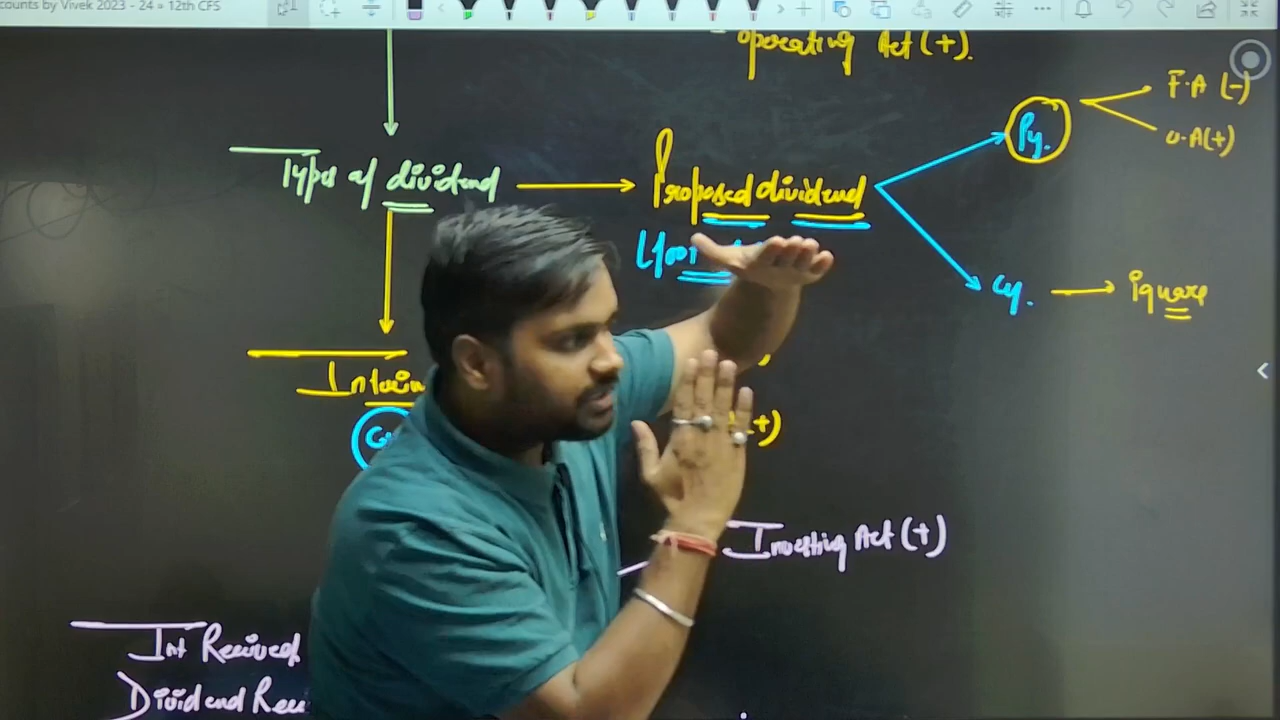 counts by Vivek 2023 - 24 » 12th CFS
operating Act (+).
F.A (-)
Py.
O.A(+)
Types of dividend
Proposed dividend
Cy.
ignore
Int Received
Investing Act (+)
Dividend Rec